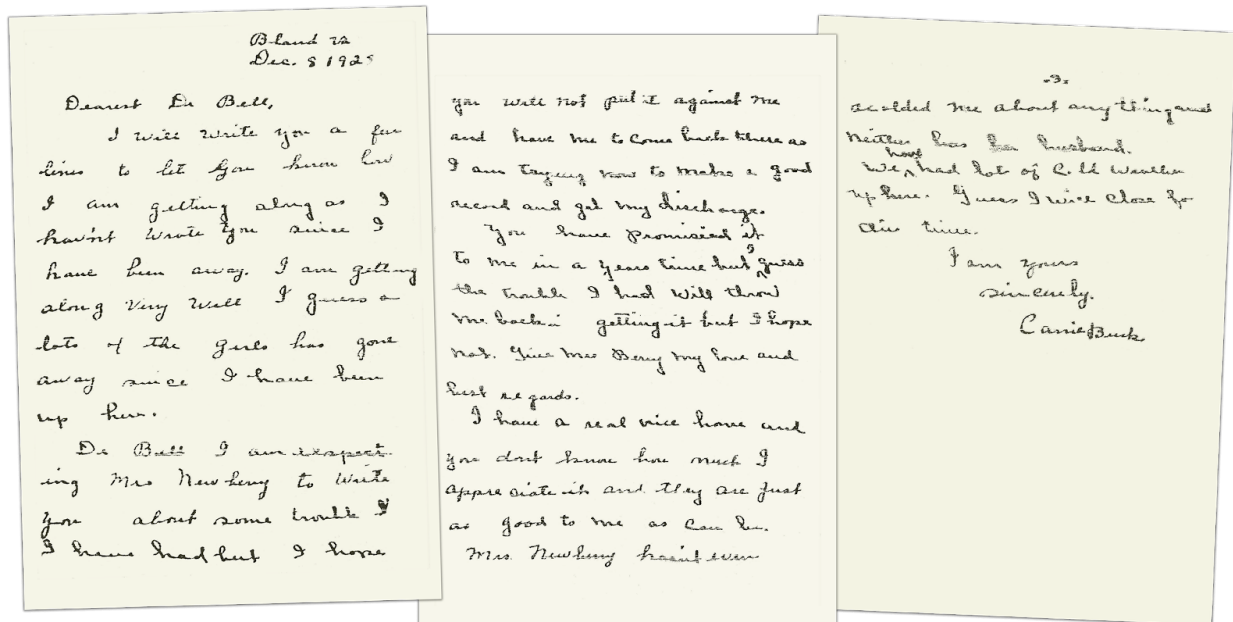 Bland Va
Dec. 8 192
Dearest Dr Bell,
I will write you a few
lines to let you know how
I am getting along as I
hav'nt wrote you since I
have been away. I am getting
along very well I guess a
lots of the girls has gone
away since I have been
up here.
Dr Bell I am expect-
ing Mrs Newberry to write
you about some trouble I
I have had but I hope
you will not put it against me
and have me to come back there as
I am trying now to make a good
record and get my discharge.
You have promised it
to me in a years time but I guess
the trouble I had will throw
me back in getting it but I hope
not. Give Mrs Berry my love and
best regards.
I have a real nice home and
you dont know how much I
appreciate it and they are just
as good to me as can be.
Mrs. Newberry hasn't even
-3-
scolded me about anything and
neither has her husband.
We have had lots of cold weather
up here. Guess I will close for
this time.
I am yours
sincerely.
Carrie Buck